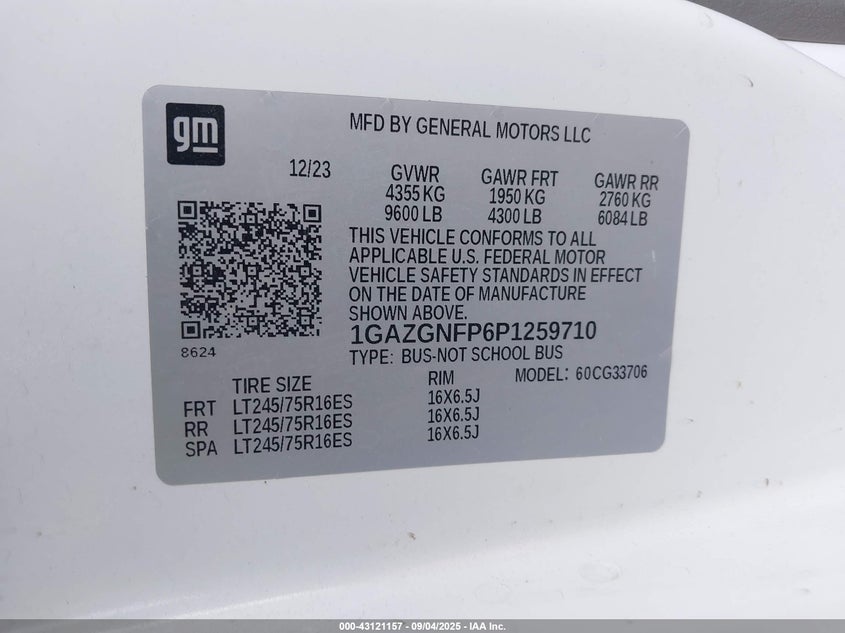 gm
MFD BY GENERAL MOTORS LLC
12/23
GVWR
4355 KG
9600 LB
GAWR FRT
1950 KG
4300 LB
GAWR RR
2760 KG
6084 LB
THIS VEHICLE CONFORMS TO ALL
APPLICABLE U.S. FEDERAL MOTOR
VEHICLE SAFETY STANDARDS IN EFFECT
ON THE DATE OF MANUFACTURE
SHOWN ABOVE.
1GAZGNFP6P1259710
8624
TYPE: BUS-NOT SCHOOL BUS
MODEL: 60CG33706
TIRE SIZE RIM
FRT LT245/75R16ES 16X6.5J
RR LT245/75R16ES 16X6.5J
SPA LT245/75R16ES 16X6.5J
000-43121157 - 09/04/2025 - IAA Inc.